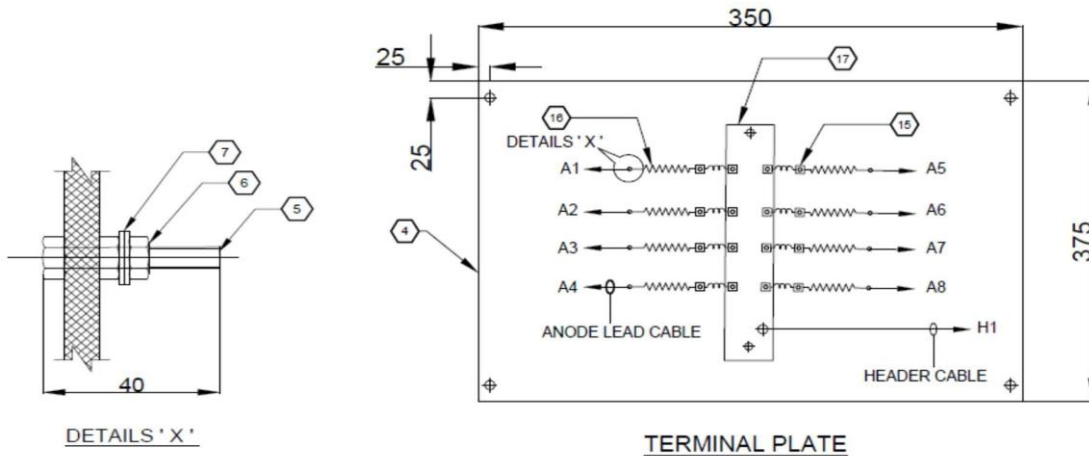 350
25
25
17
16
15
DETAILS ' X '
A1
A5
7
6
5
4
A2
A6
A3
A7
375
A4
A8
ANODE LEAD CABLE
H1
HEADER CABLE
40
DETAILS ' X '
TERMINAL PLATE